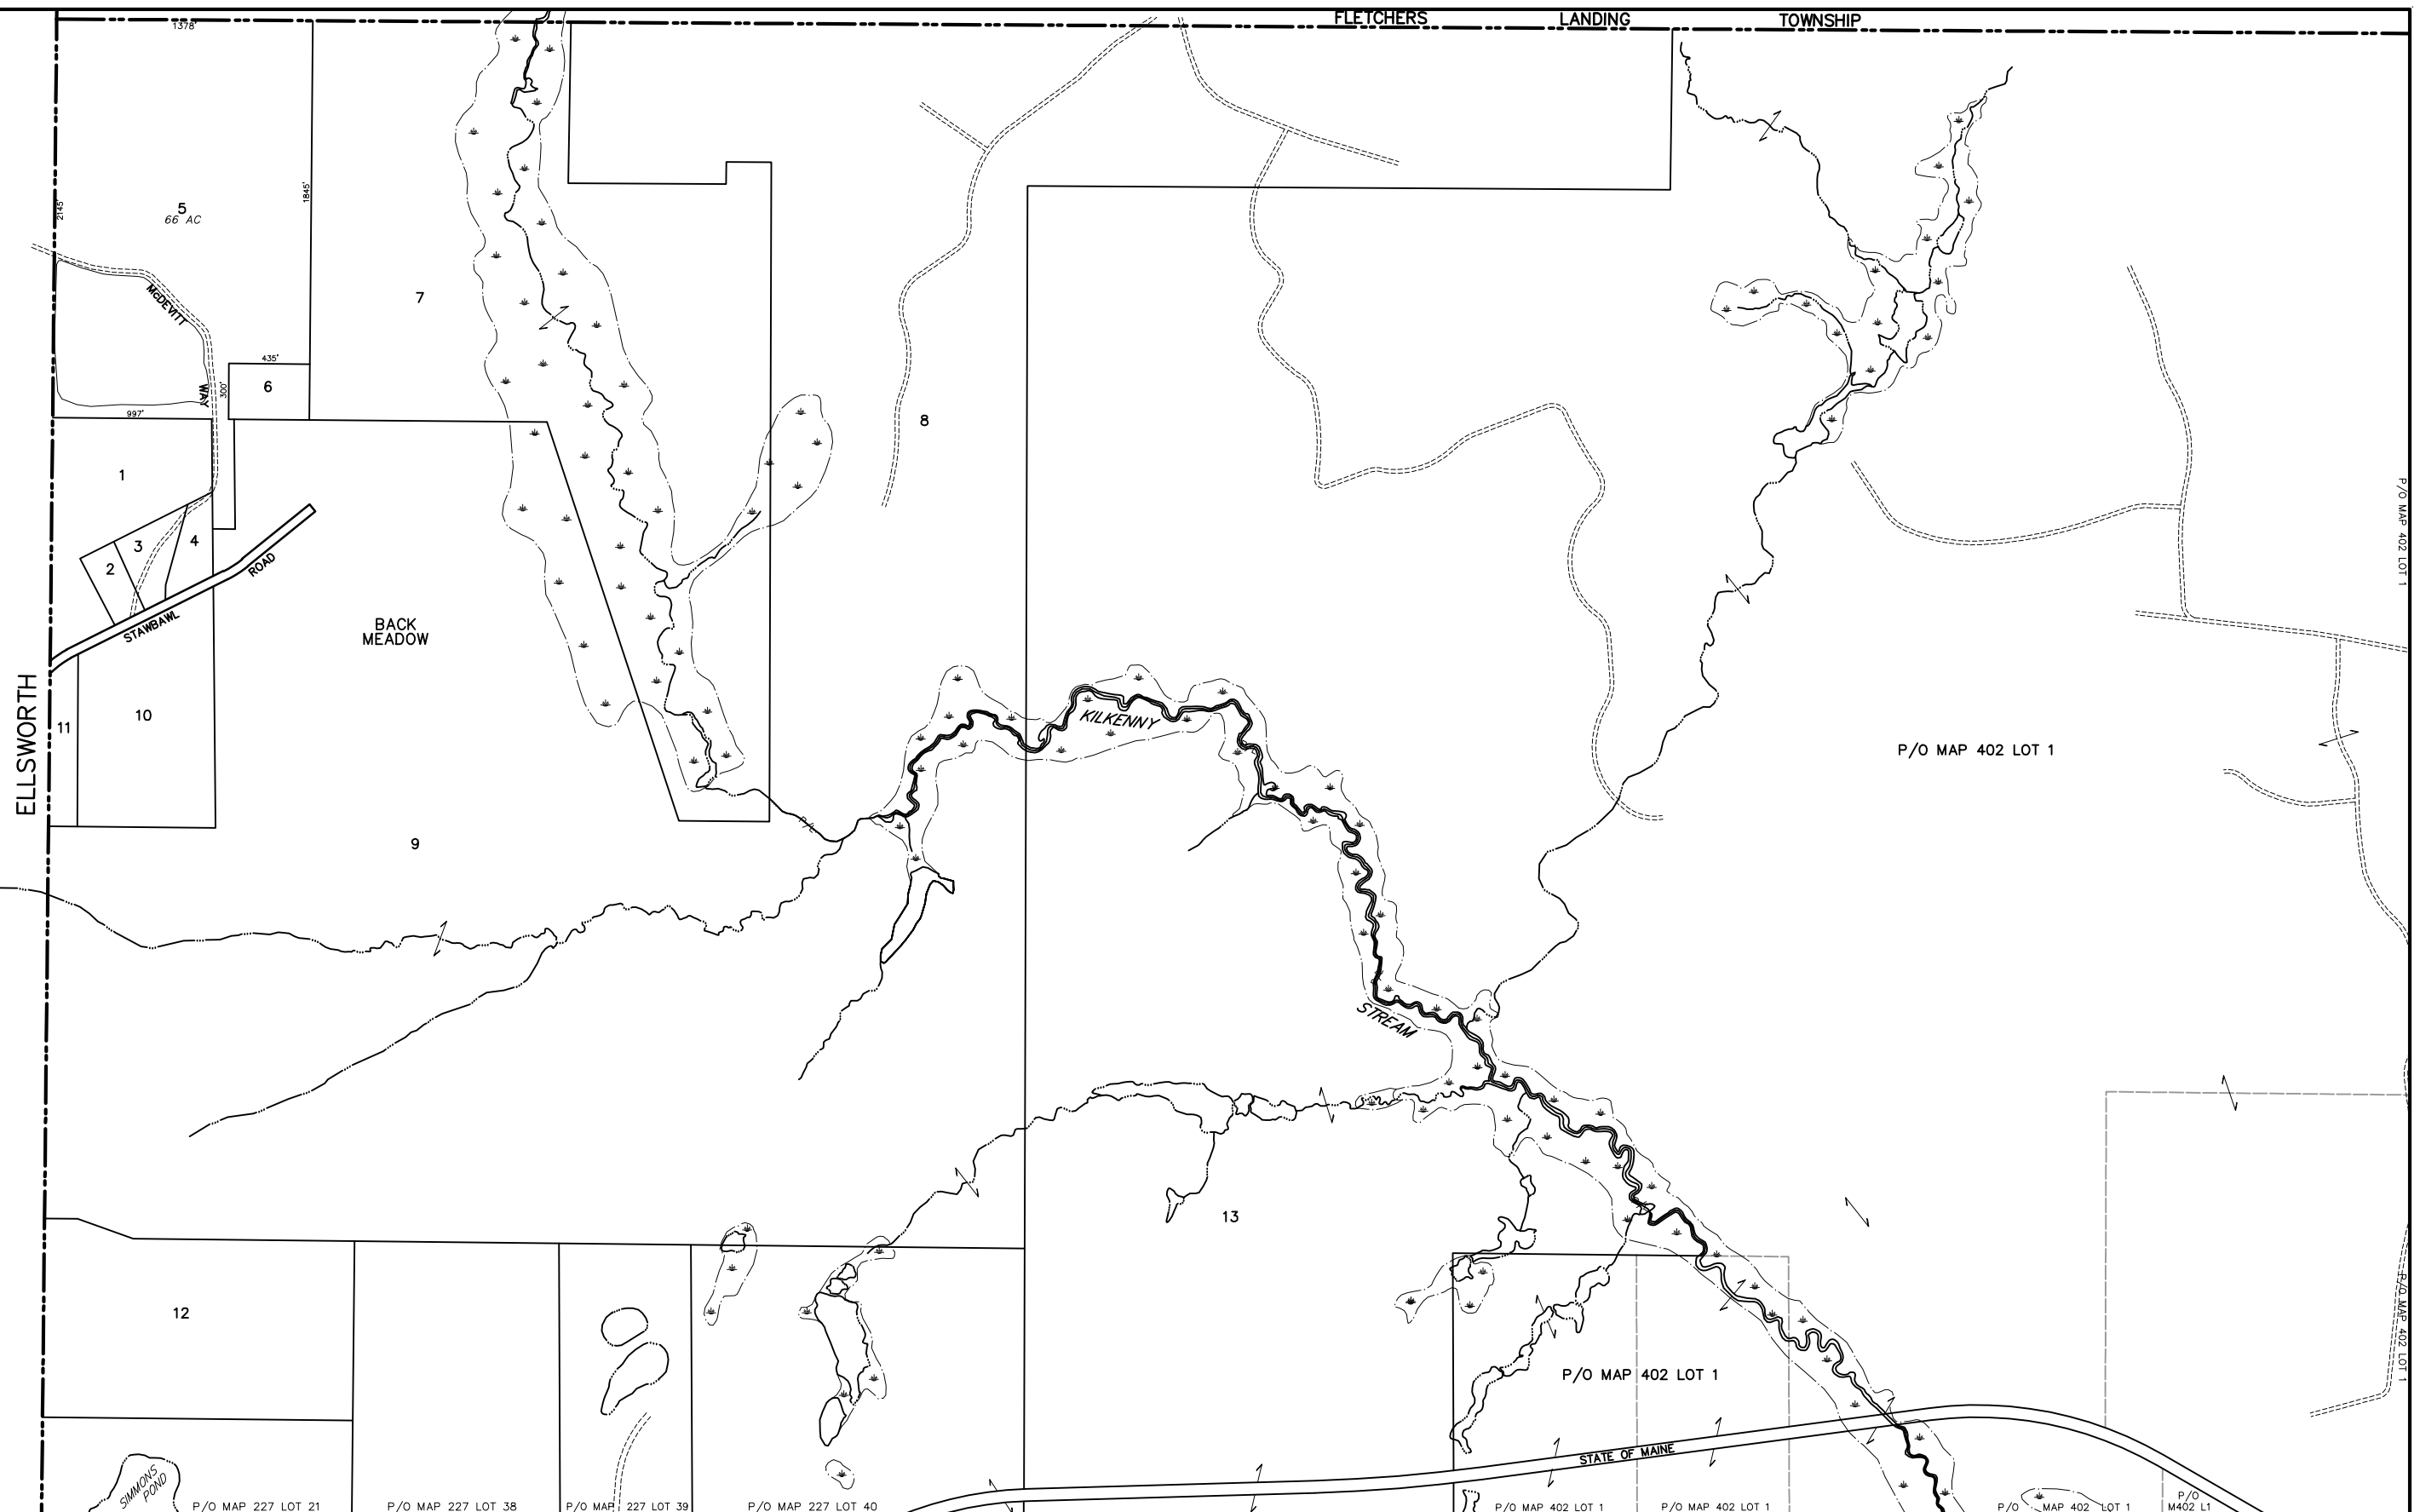 FLETCHERS LANDING TOWNSHIP
1378'
2145'
1845'
5
66 AC
McDEVITT
WAY
7
435'
6
300'
997'
8
1
2
3
4
STAWBAWL ROAD
BACK
MEADOW
ELLSWORTH
11
10
9
P/L
KILKENNY
STREAM
P/O MAP 402 LOT 1
P/O MAP 402 LOT 1
13
12
P/O MAP 402 LOT 1
P/O MAP 402 LOT 1
STATE OF MAINE
SIMMONS
POND
P/O MAP 227 LOT 21
P/O MAP 227 LOT 38
P/O MAP 227 LOT 39
P/O MAP 227 LOT 40
P/O MAP 402 LOT 1
P/O MAP 402 LOT 1
P/O MAP 402 LOT 1
P/O
M402 L1